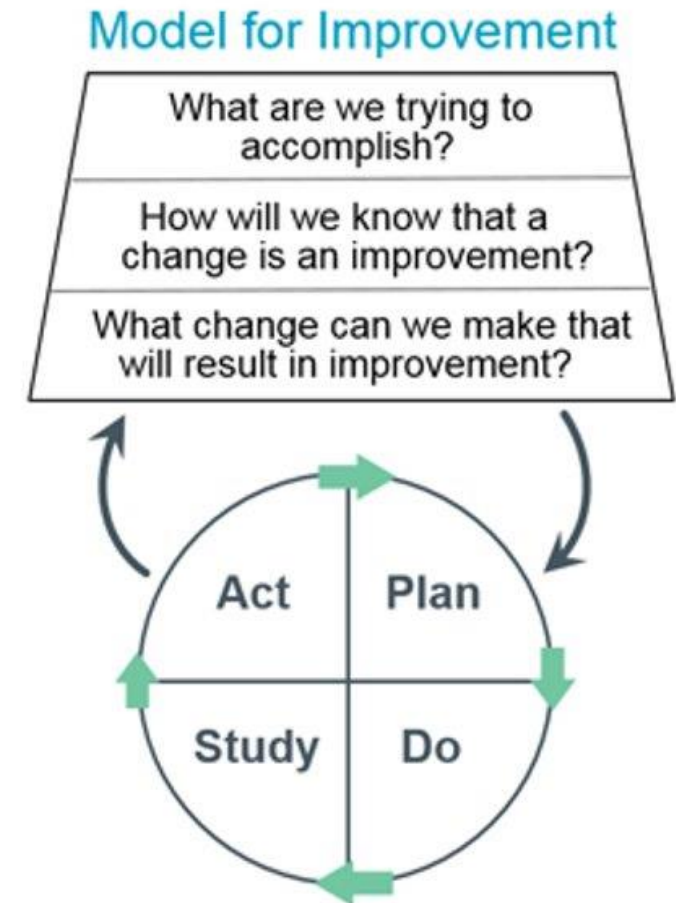 Model for Improvement
What are we trying to
accomplish?
How will we know that a
change is an improvement?
What change can we make that
will result in improvement?
Act
Plan
Study
Do